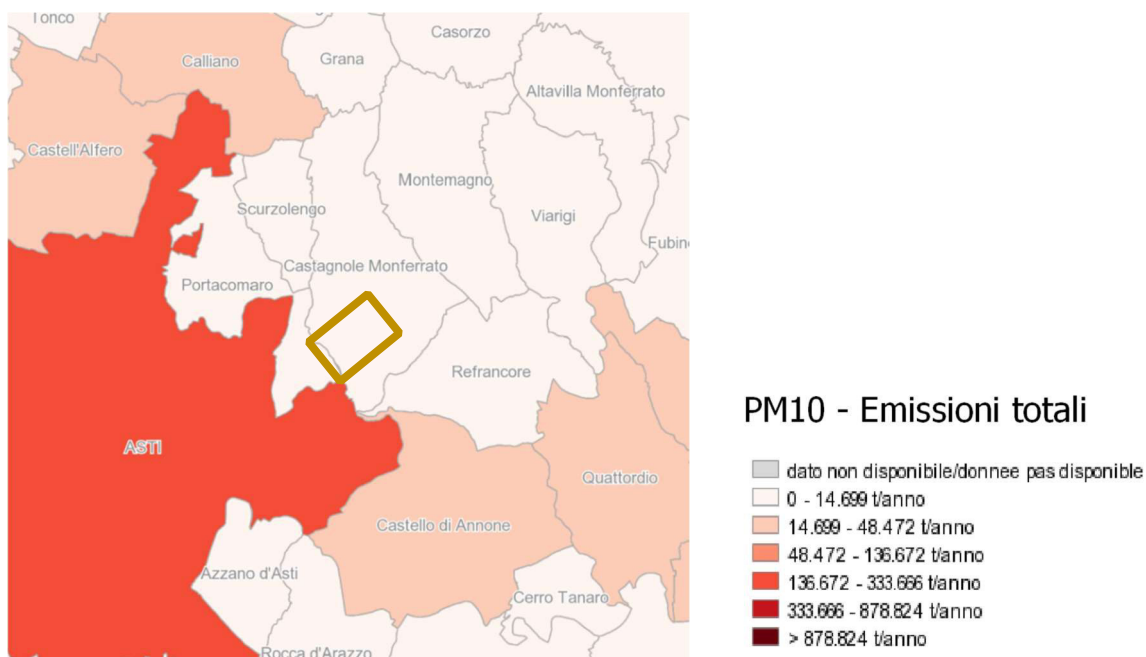 Tonco
Casorzo
Calliano
Grana
Altavilla Monferrato
Castell'Alfero
Montemagno
Scurzolengo
Viarigi
Fubine
Castagnole Monferrato
Portacomaro
Refrancore
ASTI
Quattordio
Castello di Annone
Azzano d'Asti
Cerro Tanaro
Rocca d'Arazzo
PM10 - Emissioni totali
dato non disponibile/donnee pas disponible
0 - 14.699 t/anno
14.699 - 48.472 t/anno
48.472 - 136.672 t/anno
136.672 - 333.666 t/anno
333.666 - 878.824 t/anno
> 878.824 t/anno